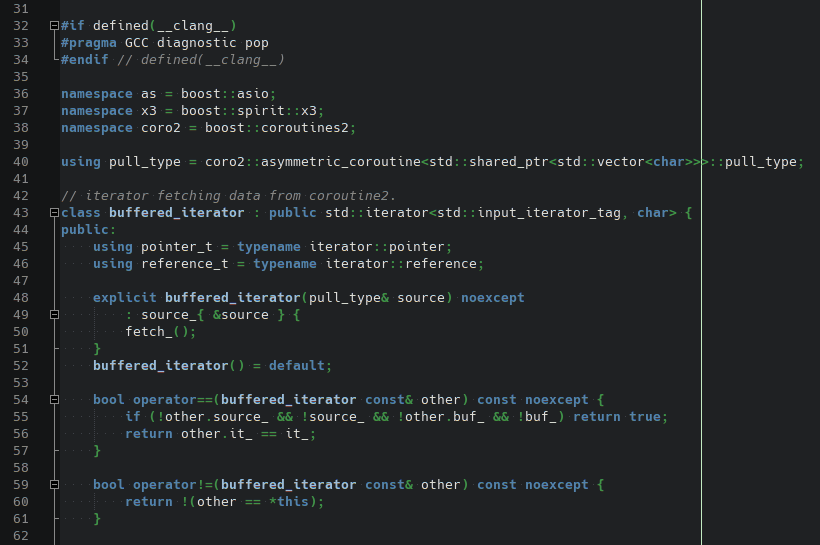 31
32 #if defined(__clang__)
33 #pragma GCC diagnostic pop
34 #endif // defined(__clang__)
35
36 namespace as = boost::asio;
37 namespace x3 = boost::spirit::x3;
38 namespace coro2 = boost::coroutines2;
39
40 using pull_type = coro2::asymmetric_coroutine<std::shared_ptr<std::vector<char>>>::pull_type;
41
42 // iterator fetching data from coroutine2.
43 class buffered_iterator : public std::iterator<std::input_iterator_tag, char> {
44 public:
45     using pointer_t = typename iterator::pointer;
46     using reference_t = typename iterator::reference;
47
48     explicit buffered_iterator(pull_type& source) noexcept
49         : source_{ &source } {
50         fetch_();
51     }
52     buffered_iterator() = default;
53
54     bool operator==(buffered_iterator const& other) const noexcept {
55         if (!other.source_ && !source_ && !other.buf_ && !buf_) return true;
56         return other.it_ == it_;
57     }
58
59     bool operator!=(buffered_iterator const& other) const noexcept {
60         return !(other == *this);
61     }
62